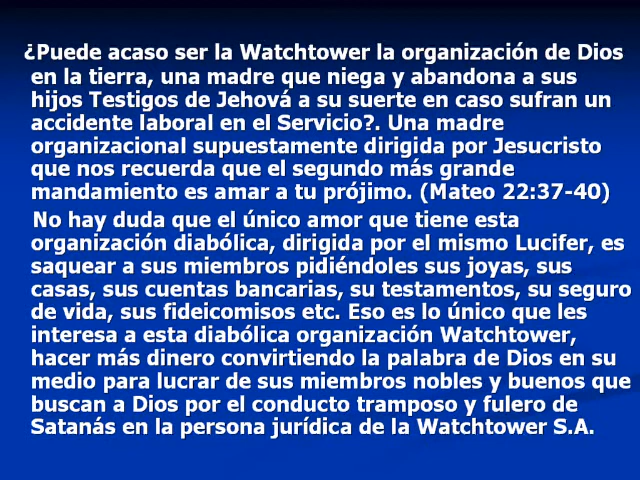 ¿Puede acaso ser la Watchtower la organización de Dios
en la tierra, una madre que niega y abandona a sus
hijos Testigos de Jehová a su suerte en caso sufran un
accidente laboral en el Servicio?. Una madre
organizacional supuestamente dirigida por Jesucristo
que nos recuerda que el segundo más grande
mandamiento es amar a tu prójimo. (Mateo 22:37-40)
No hay duda que el único amor que tiene esta
organización diabólica, dirigida por el mismo Lucifer, es
saquear a sus miembros pidiéndoles sus joyas, sus
casas, sus cuentas bancarias, su testamentos, su seguro
de vida, sus fideicomisos etc. Eso es lo único que les
interesa a esta diabólica organización Watchtower,
hacer más dinero convirtiendo la palabra de Dios en su
medio para lucrar de sus miembros nobles y buenos que
buscan a Dios por el conducto tramposo y fulero de
Satanás en la persona jurídica de la Watchtower S.A.